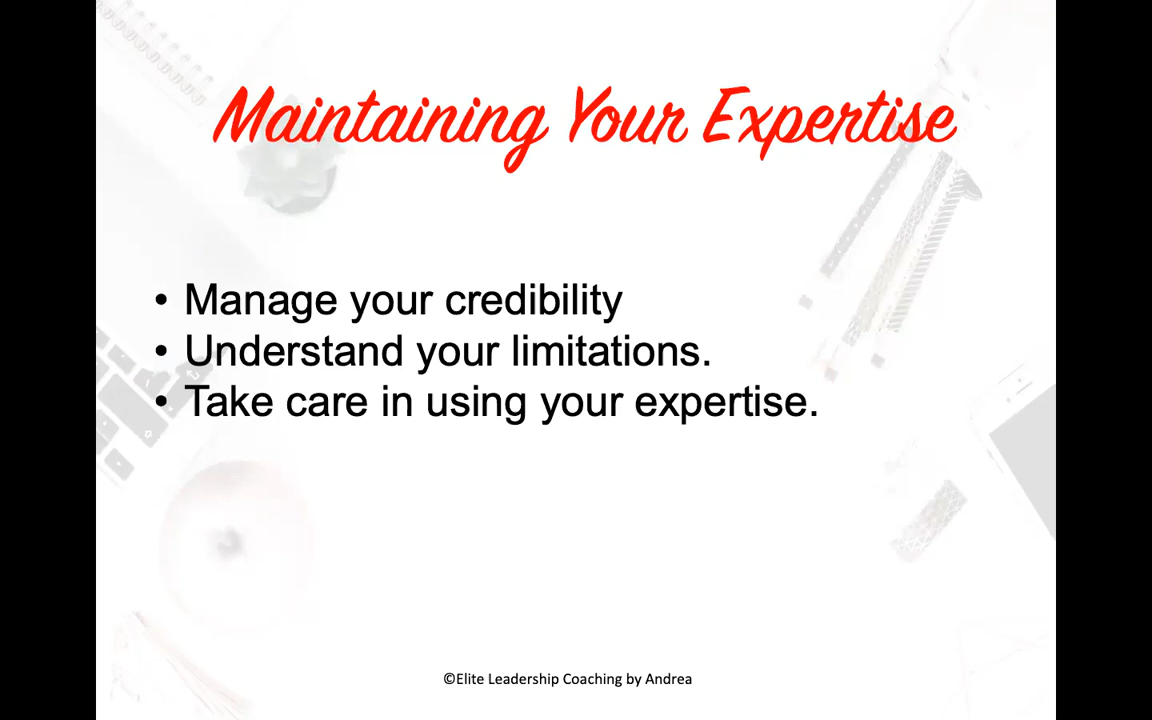 Maintaining Your Expertise
• Manage your credibility
• Understand your limitations.
• Take care in using your expertise.
©Elite Leadership Coaching by Andrea